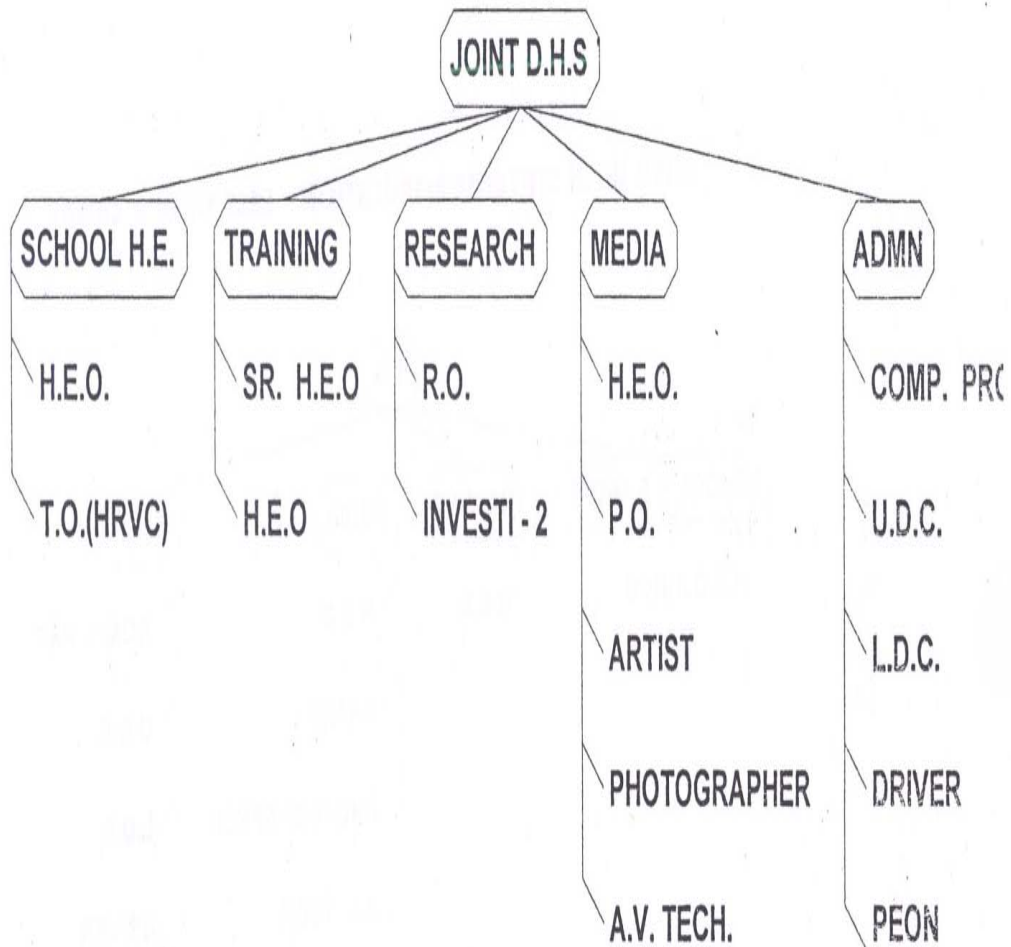 JOINT D.H.S
SCHOOL H.E. TRAINING RESEARCH MEDIA ADMN
H.E.O. SR. H.E.O R.O. H.E.O. COMP. PRO
T.O.(HRVC) H.E.O INVESTI - 2 P.O. U.D.C.
ARTIST L.D.C.
PHOTOGRAPHER DRIVER
A.V. TECH. PEON